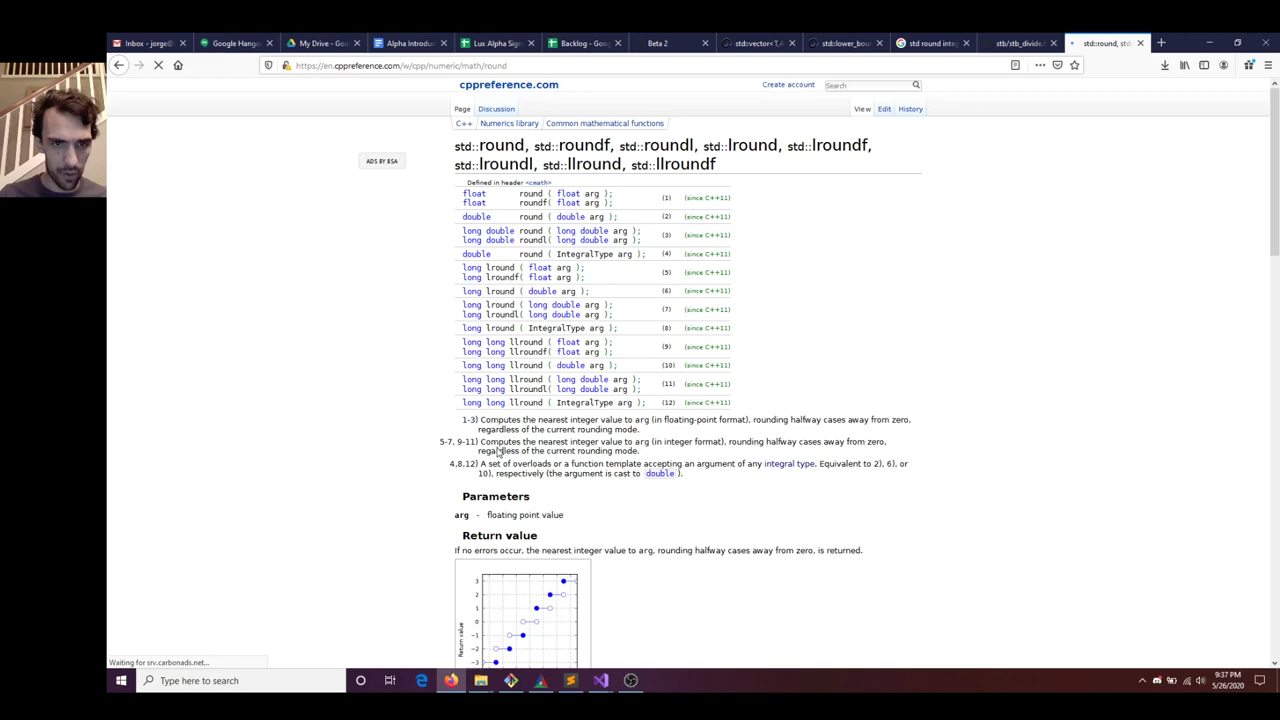 Inbox - jorge@
Google Hangou
My Drive - Goo
Alpha Introduc
Lux Alpha Sign
Backlog - Goog
Beta 2
std::vector<T,A
std::lower_bou
std round integ
stb/stb_divide.
std::round, std:
https://en.cppreference.com/w/cpp/numeric/math/round
cppreference.com
Create account
Search
Page Discussion
View Edit History
C++ Numerics library Common mathematical functions
std::round, std::roundf, std::roundl, std::lround, std::lroundf,
std::lroundl, std::llround, std::llroundf
ADS BY BSA
Defined in header <cmath>
float round ( float arg );
float roundf( float arg );
(1) (since C++11)
double round ( double arg ); (2) (since C++11)
long double round ( long double arg );
long double roundl( long double arg );
(3) (since C++11)
double round ( IntegralType arg ); (4) (since C++11)
long lround ( float arg );
long lroundf( float arg );
(5) (since C++11)
long lround ( double arg ); (6) (since C++11)
long lround ( long double arg );
long lroundl( long double arg );
(7) (since C++11)
long lround ( IntegralType arg ); (8) (since C++11)
long long llround ( float arg );
long long llroundf( float arg );
(9) (since C++11)
long long llround ( double arg ); (10) (since C++11)
long long llround ( long double arg );
long long llroundl( long double arg );
(11) (since C++11)
long long llround ( IntegralType arg ); (12) (since C++11)
1-3) Computes the nearest integer value to arg (in floating-point format), rounding halfway cases away from zero,
regardless of the current rounding mode.
5-7, 9-11) Computes the nearest integer value to arg (in integer format), rounding halfway cases away from zero,
regardless of the current rounding mode.
4,8,12) A set of overloads or a function template accepting an argument of any integral type. Equivalent to 2), 6), or
10), respectively (the argument is cast to double ).
Parameters
arg - floating point value
Return value
If no errors occur, the nearest integer value to arg, rounding halfway cases away from zero, is returned.
3
2
1
0
−1
−2
−3
Return value
Waiting for srv.carbonads.net...
Type here to search
9:37 PM
5/26/2020